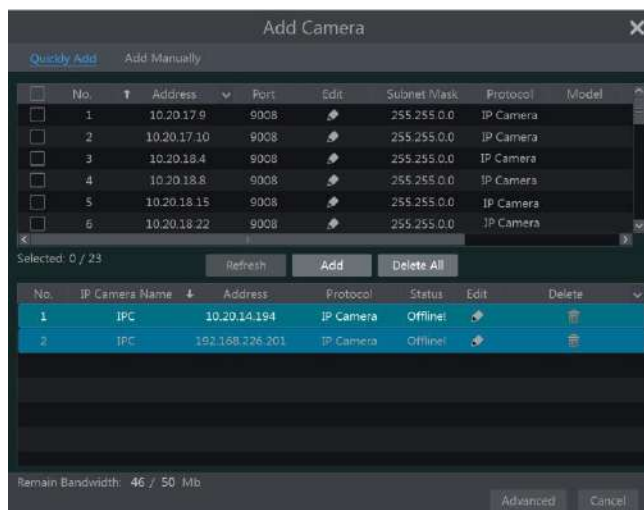 Add Camera
Quickly Add Add Manually
No. Address Port Edit Subnet Mask Protocol Model
1 10.20.17.9 9008 255.255.0.0 IP Camera
2 10.20.17.10 9008 255.255.0.0 IP Camera
3 10.20.18.4 9008 255.255.0.0 IP Camera
4 10.20.18.8 9008 255.255.0.0 IP Camera
5 10.20.18.15 9008 255.255.0.0 IP Camera
6 10.20.18.22 9008 255.255.0.0 IP Camera
Selected: 0 / 23
Refresh Add Delete All
No. IP Camera Name Address Protocol Status Edit Delete
1 IPC 10.20.14.194 IP Camera Offline!
2 IPC 192.168.226.201 IP Camera Offline!
Remain Bandwidth: 46 / 50 Mb
Advanced Cancel